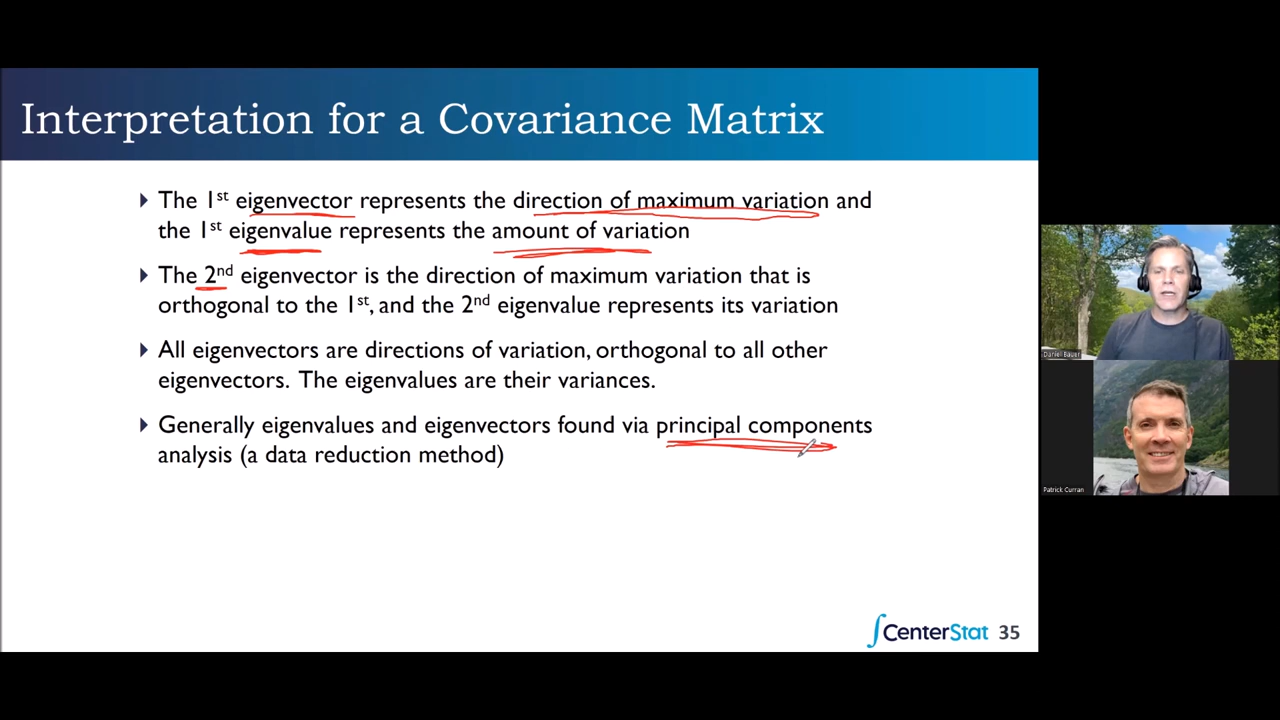 Interpretation for a Covariance Matrix
The 1st eigenvector represents the direction of maximum variation and
the 1st eigenvalue represents the amount of variation
The 2nd eigenvector is the direction of maximum variation that is
orthogonal to the 1st, and the 2nd eigenvalue represents its variation
All eigenvectors are directions of variation, orthogonal to all other
eigenvectors. The eigenvalues are their variances.
Generally eigenvalues and eigenvectors found via principal components
analysis (a data reduction method)
CenterStat 35
Daniel Bauer
Patrick Curran